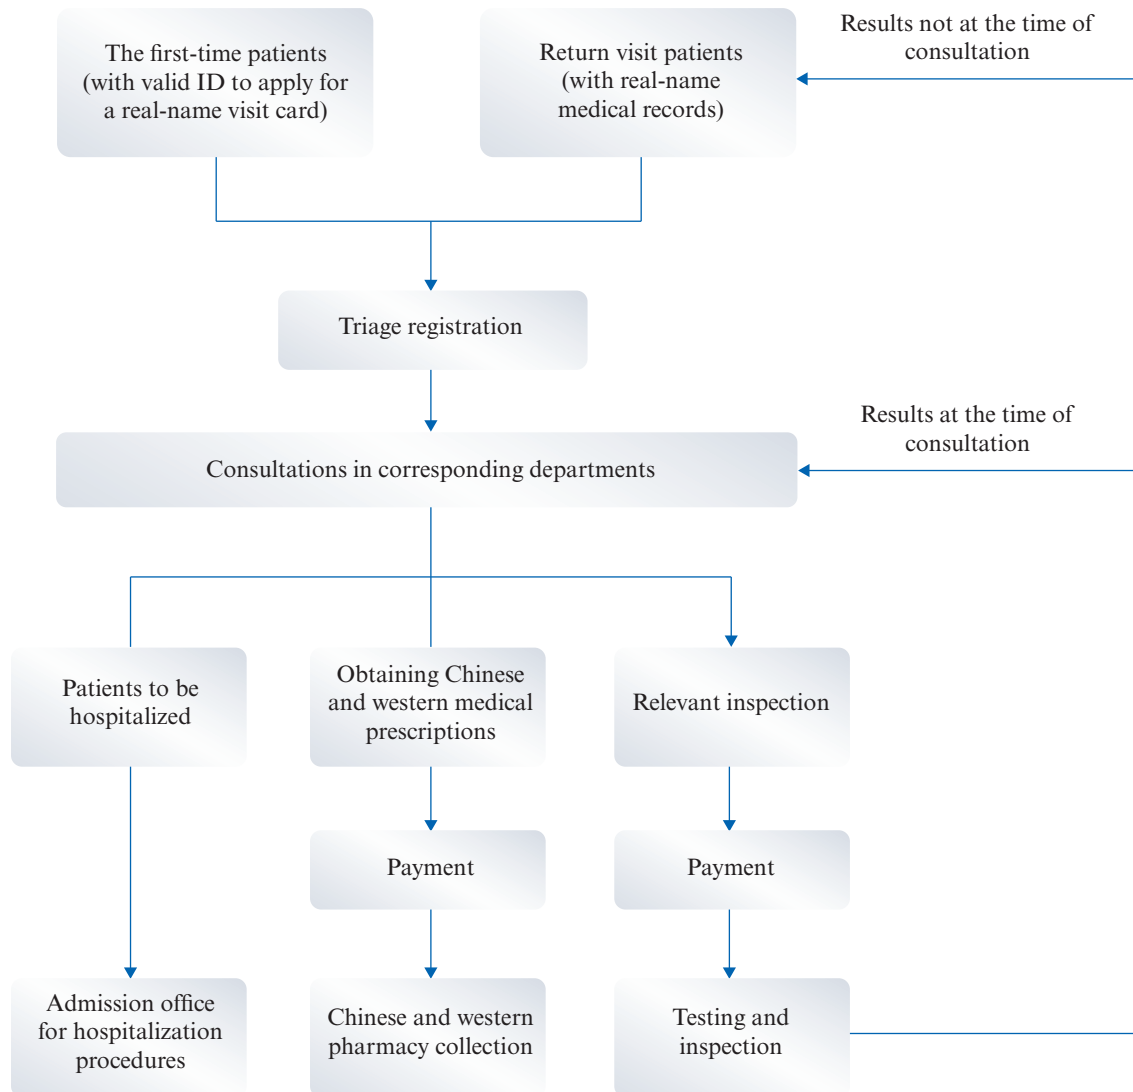 The first-time patients
(with valid ID to apply for
a real-name visit card)
Return visit patients
(with real-name
medical records)
Results not at the time of
consultation
Triage registration
Results at the time of
consultation
Consultations in corresponding departments
Patients to be
hospitalized
Obtaining Chinese
and western medical
prescriptions
Relevant inspection
Payment
Payment
Admission office
for hospitalization
procedures
Chinese and western
pharmacy collection
Testing and
inspection